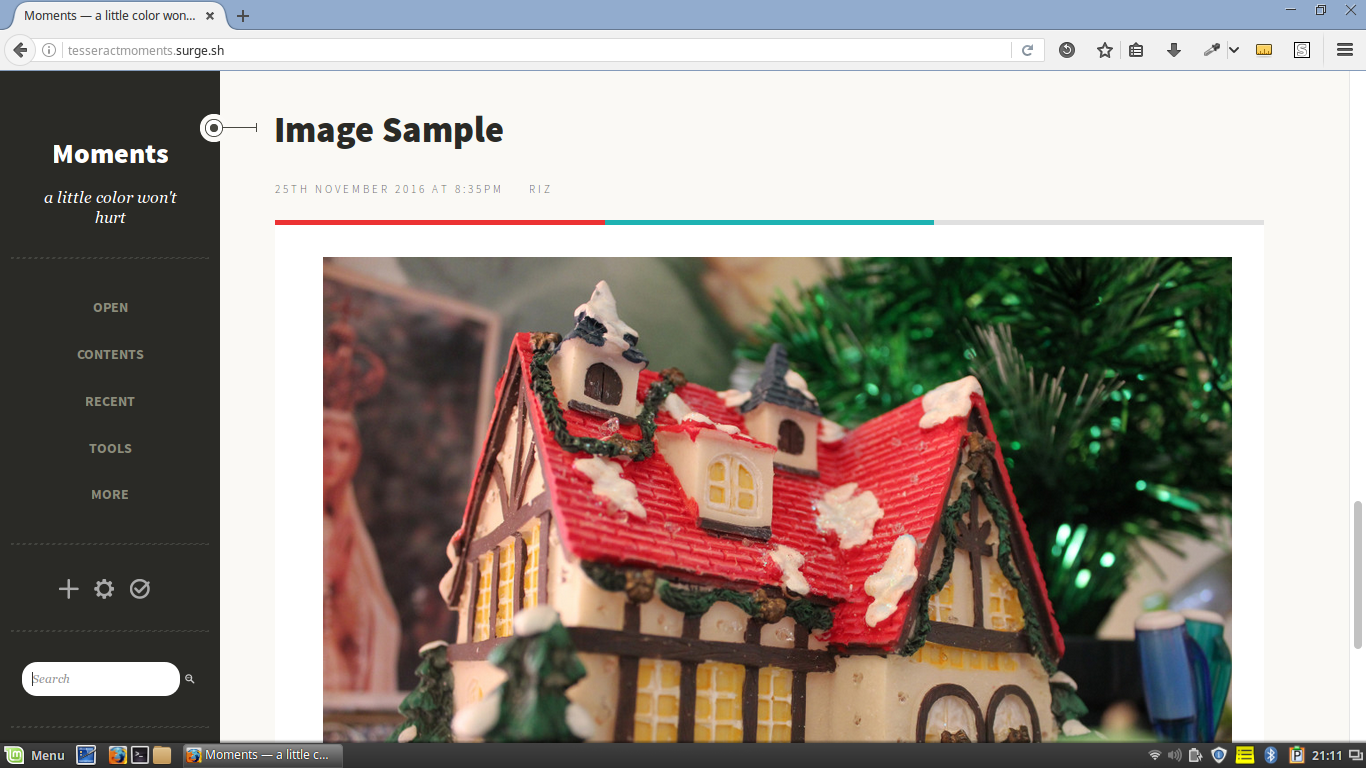 Moments — a little color won...
tesseractmoments.surge.sh
S
Moments
a little color won't
hurt
OPEN
CONTENTS
RECENT
TOOLS
MORE
Search
Image Sample
25TH NOVEMBER 2016 AT 8:35PM RIZ
Menu
Moments — a little c...
21:11